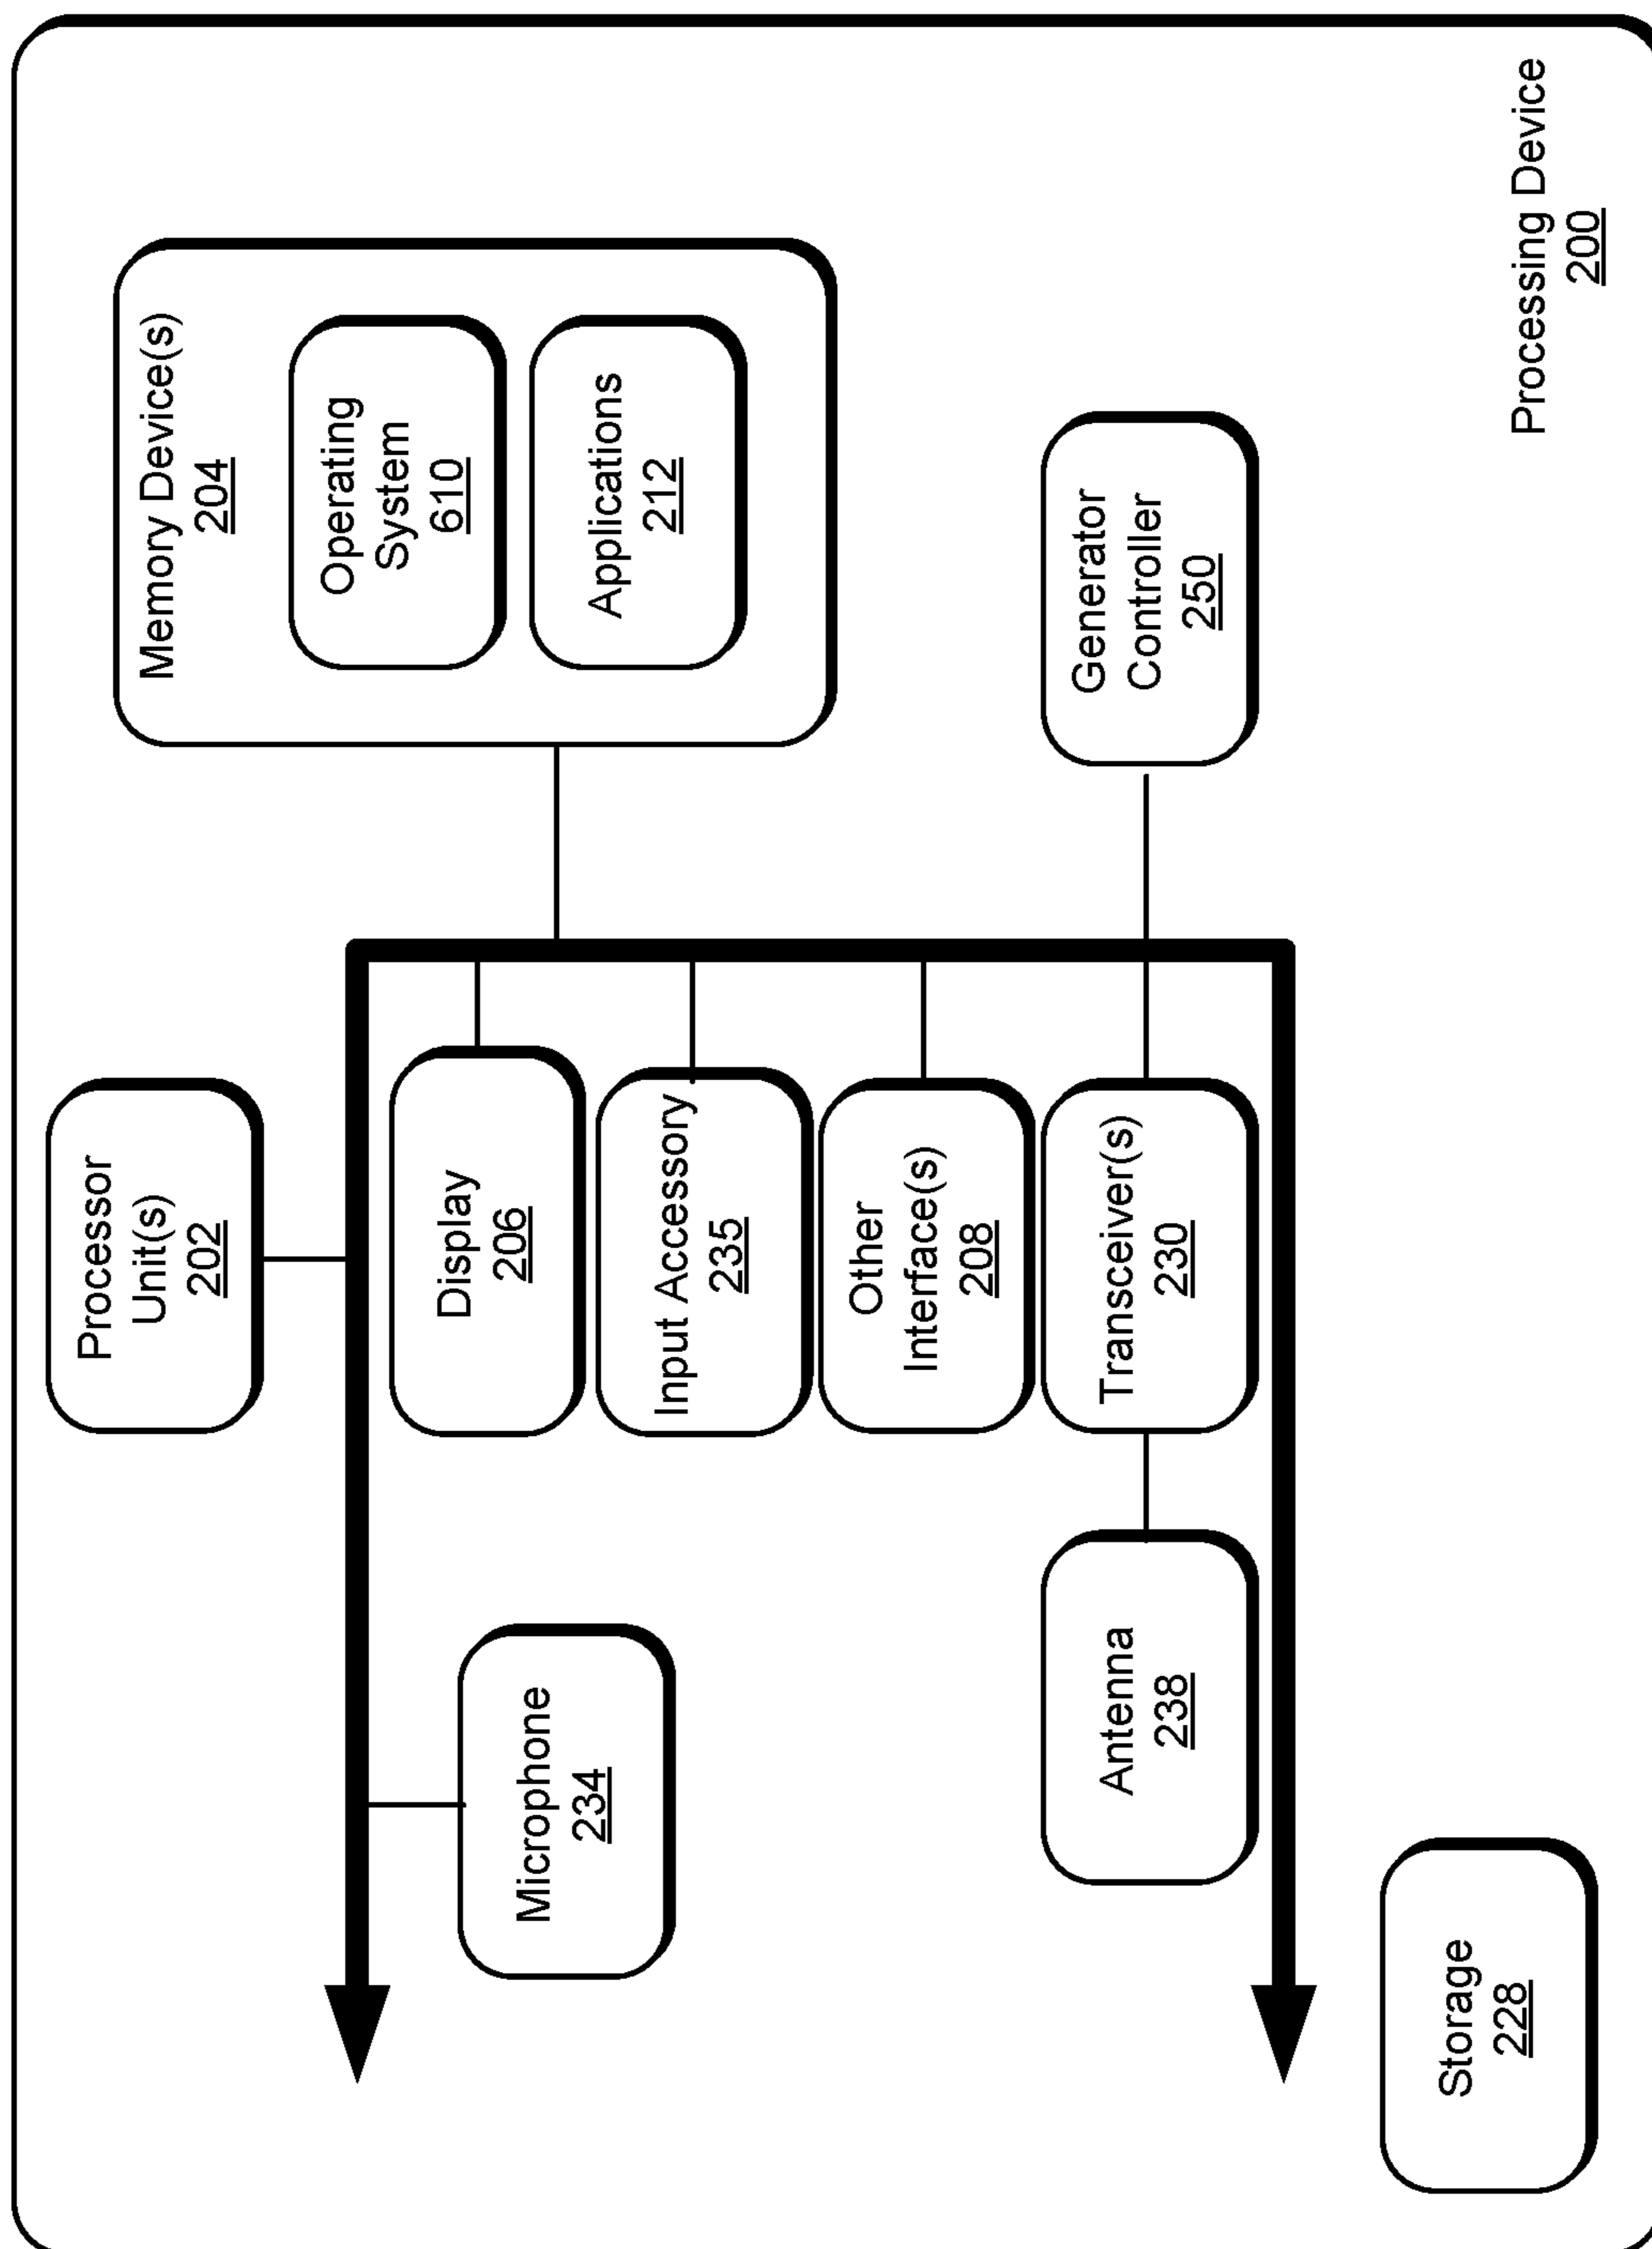 Processor
Unit(s)
202
Memory Device(s)
204
Operating
System
610
Applications
212
Display
206
Microphone
234
Input Accessory
235
Other
Interface(s)
208
Antenna
238
Transceiver(s)
230
Generator
Controller
250
Storage
228
Processing Device
200